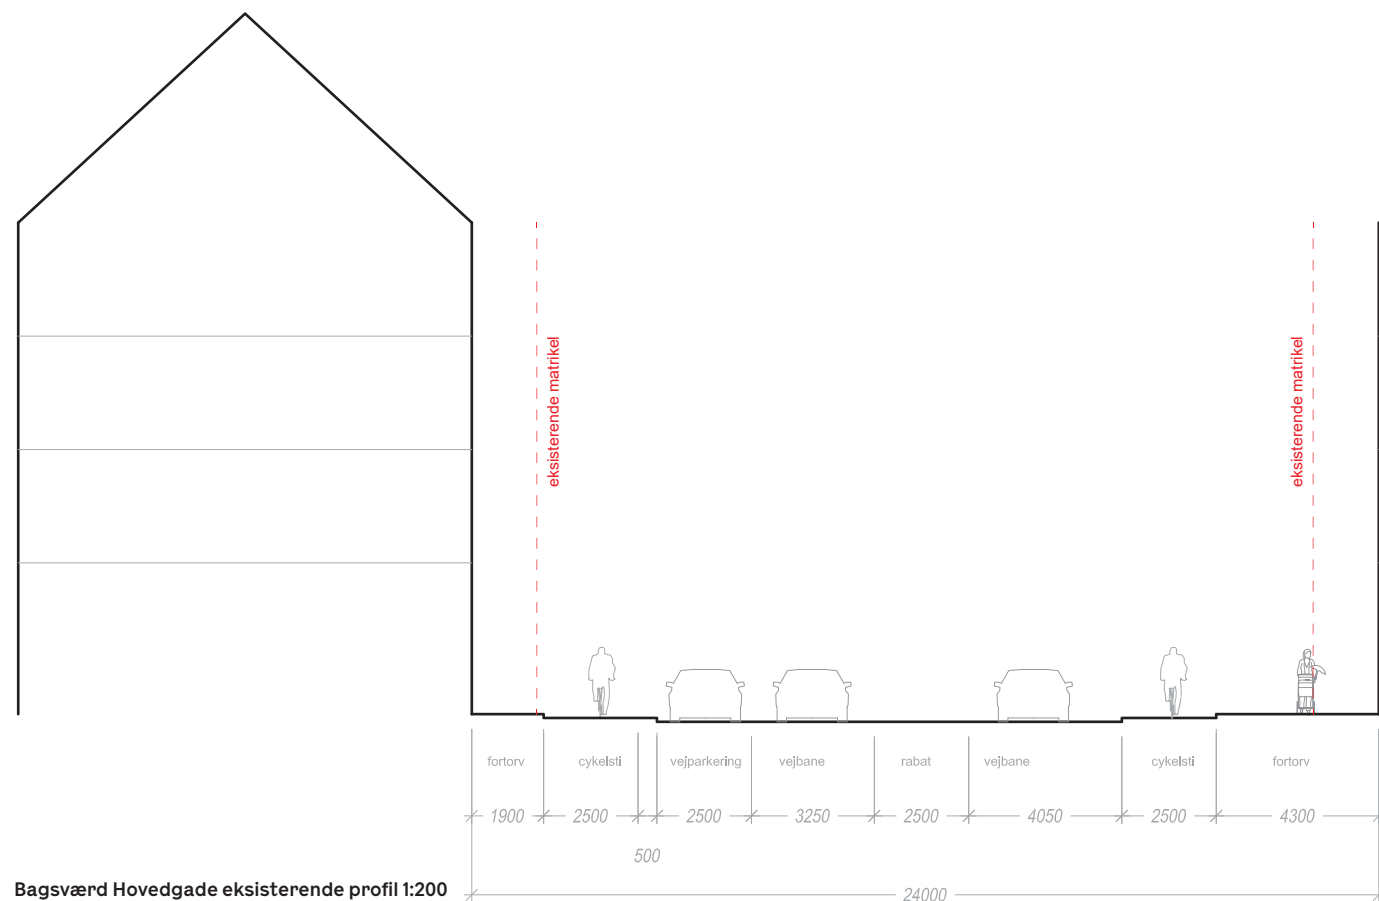 eksisterende matrikel
eksisterende matrikel
fortorv
cykelsti
vejparkering
vejbane
rabat
vejbane
cykelsti
fortorv
1900
2500
2500
3250
2500
4050
2500
4300
500
Bagsværd Hovedgade eksisterende profil 1:200
24000